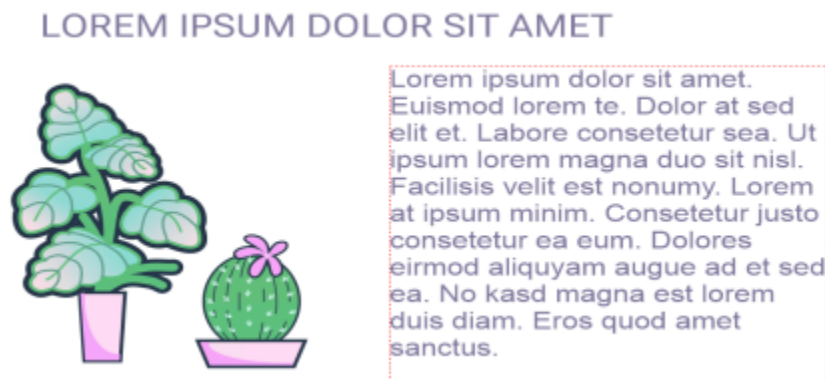 LOREM IPSUM DOLOR SIT AMET
Lorem ipsum dolor sit amet.
Euismod lorem te. Dolor at sed
elit et. Labore consetetur sea. Ut
ipsum lorem magna duo sit nisl.
Facilisis velit est nonumy. Lorem
at ipsum minim. Consetetur justo
consetetur ea eum. Dolores
eirmod aliquyam augue ad et sed
ea. No kasd magna est lorem
duis diam. Eros quod amet
sanctus.